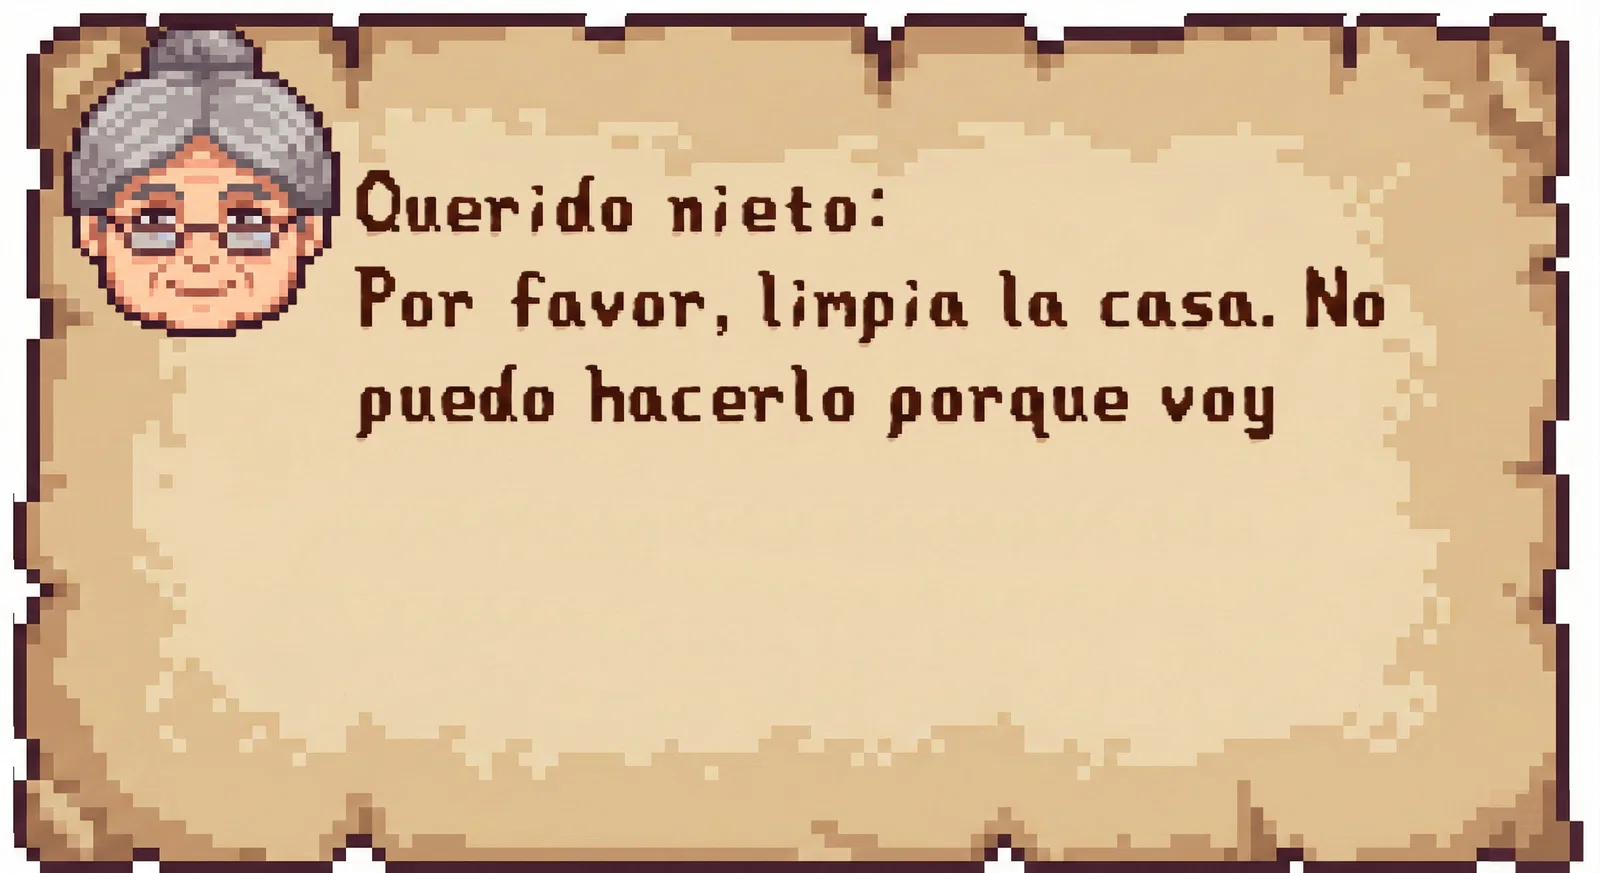 Querido nieto:
Por favor, limpia la casa. No
puedo hacerlo porque voy